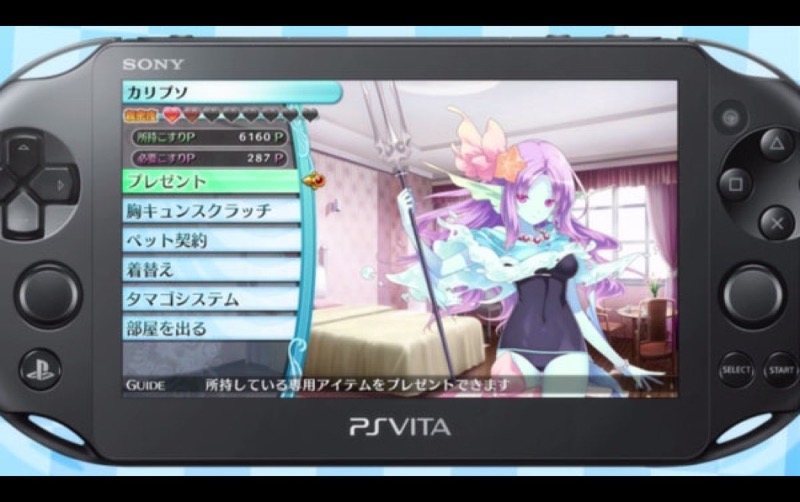 SONY
カリプソ
親密度
所持こすりP 6160 P
必要こすりP 287 P
プレゼント
胸キュンスクラッチ
ペット契約
着替え
タマゴシステム
部屋を出る
GUIDE 所持している専用アイテムをプレゼントできます
SELECT START
PSVITA